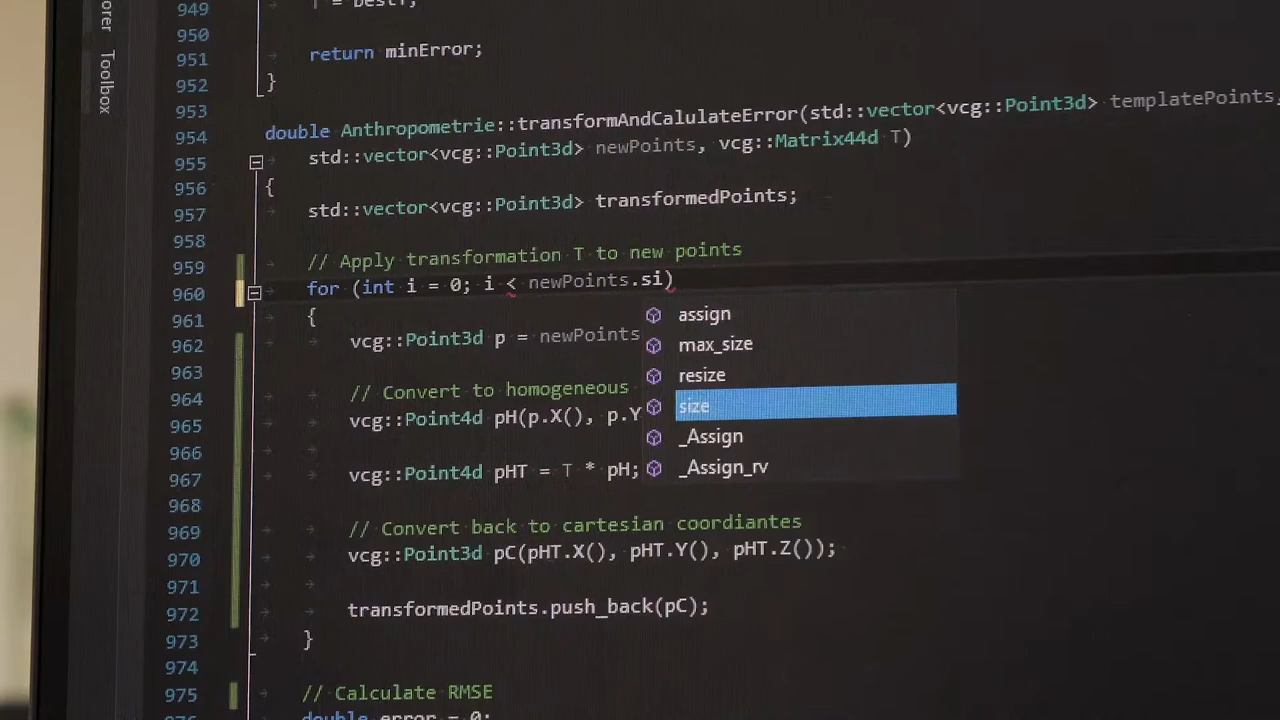 Toolbox
949
950
951 return minError;
952 }
953
954 double Anthropometrie::transformAndCalulateError(std::vector<vcg::Point3d> templatePoints,
955 std::vector<vcg::Point3d> newPoints, vcg::Matrix44d T)
956 {
957 std::vector<vcg::Point3d> transformedPoints;
958
959 // Apply transformation T to new points
960 for (int i = 0; i < newPoints.si)
961 {
962 vcg::Point3d p = newPoints
963
964 // Convert to homogeneous
965 vcg::Point4d pH(p.X(), p.Y
966
967 vcg::Point4d pHT = T * pH;
968
969 // Convert back to cartesian coordiantes
970 vcg::Point3d pC(pHT.X(), pHT.Y(), pHT.Z());
971
972 transformedPoints.push_back(pC);
973 }
974
975 // Calculate RMSE
double error = 0;
assign
max_size
resize
size
_Assign
_Assign_rv